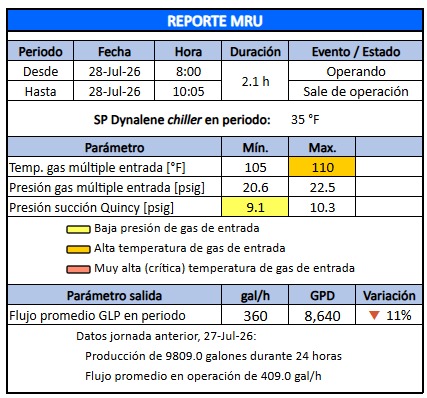 REPORTE MRU
Periodo Fecha Hora Duración Evento / Estado
Desde 28-Jul-26 8:00 2.1 h Operando
Hasta 28-Jul-26 10:05 Sale de operación
SP Dynalene chiller en periodo: 35 °F
Parámetro Mín. Max.
Temp. gas múltiple entrada [°F] 105 110
Presión gas múltiple entrada [psig] 20.6 22.5
Presión succión Quincy [psig] 9.1 10.3
Baja presión de gas de entrada
Alta temperatura de gas de entrada
Muy alta (crítica) temperatura de gas de entrada
Parámetro salida gal/h GPD Variación
Flujo promedio GLP en periodo 360 8,640 ▼ 11%
Datos jornada anterior, 27-Jul-26:
Producción de 9809.0 galones durante 24 horas
Flujo promedio en operación de 409.0 gal/h